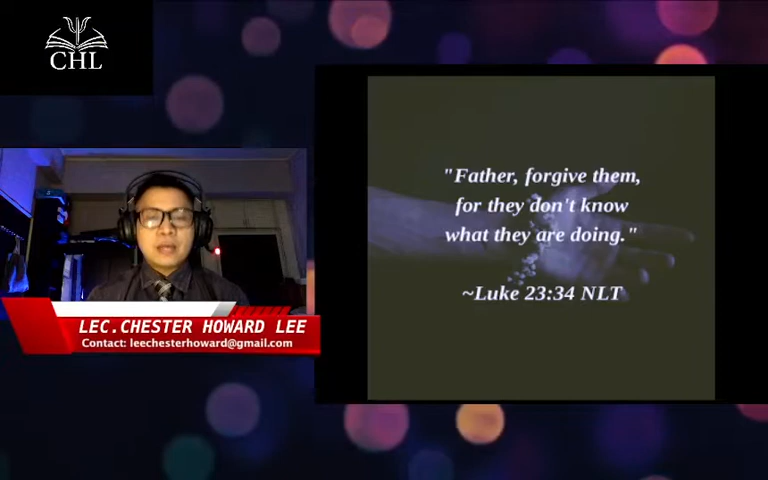 CHL
LEC.CHESTER HOWARD LEE
Contact: leechesterhoward@gmail.com
"Father, forgive them,
for they don't know
what they are doing."
~Luke 23:34 NLT